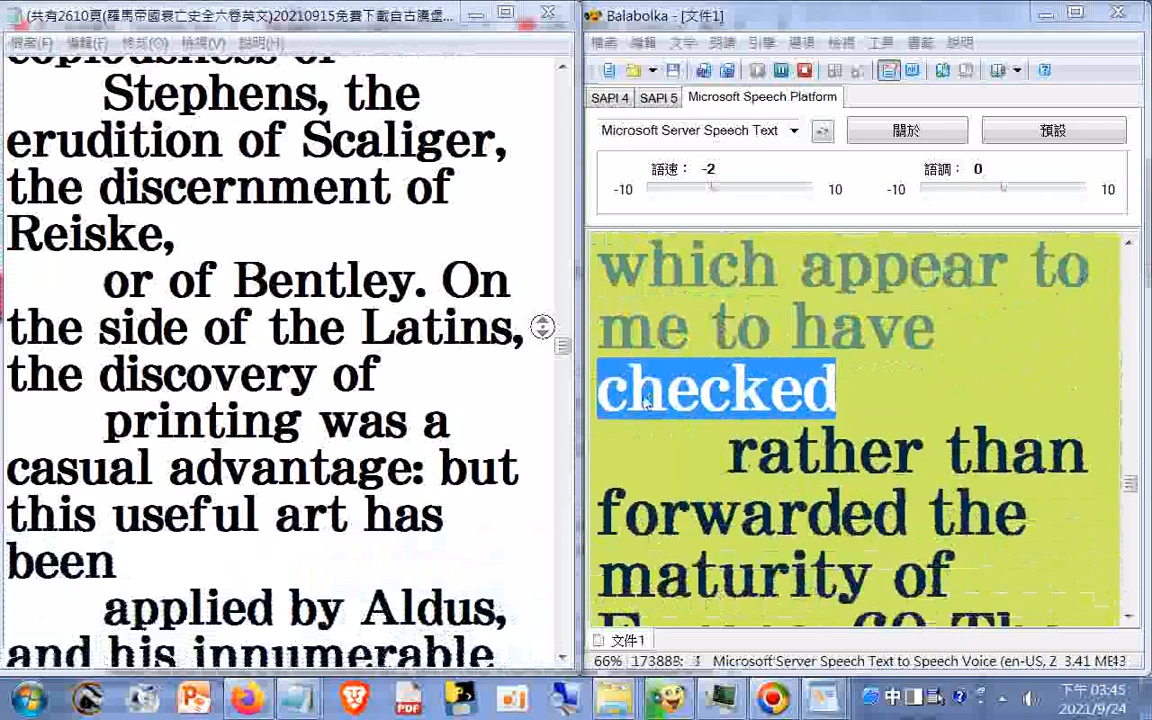 (共有2610頁(羅馬帝國衰亡史全六卷英文)20210915免費下載自古騰堡...
檔案(F) 編輯(E) 格式(O) 檢視(V) 說明(H)
copiousness of
Stephens, the
erudition of Scaliger,
the discernment of
Reiske,
or of Bentley. On
the side of the Latins,
the discovery of
printing was a
casual advantage: but
this useful art has
been
applied by Aldus,
and his innumerable
Balabolka - [文件1]
檔案 編輯 文字 朗讀 引擎 選項 檢視 工具 書籤 說明
SAPI 4 SAPI 5 Microsoft Speech Platform
Microsoft Server Speech Text 關於 預設
語速： -2 語調： 0
-10 10 -10 10
which appear to
me to have
checked
rather than
forwarded the
maturity of
文件1
66% 173888: Microsoft Server Speech Text to Speech Voice (en-US, Z 3.41 ME43
PDF
中
下午 03:45
2021/9/24